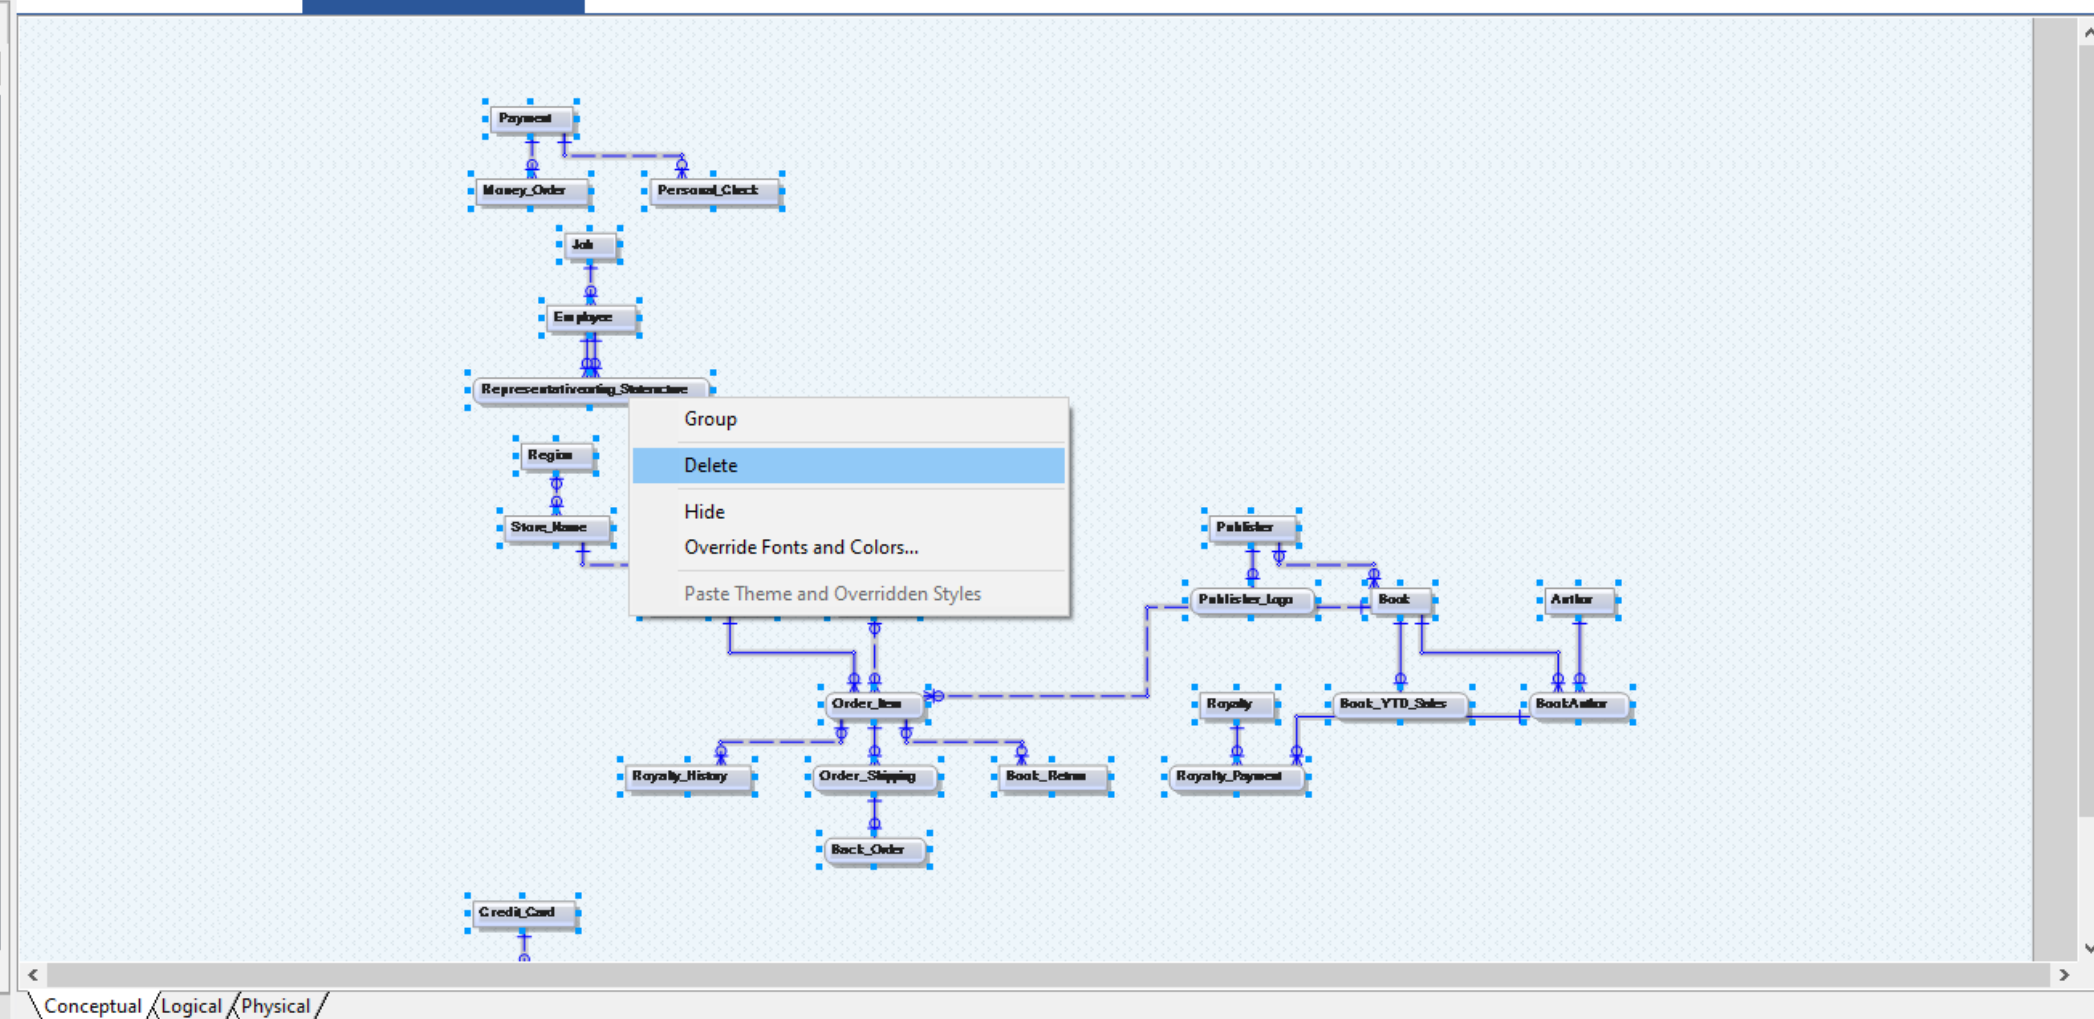 Payment
Money_Order
Personal_Check
Job
Employee
Group
Delete
Region
Hide
Store_Name
Override Fonts and Colors...
Publisher
Paste Theme and Overridden Styles
Publisher_Logo
Book
Author
Order_Item
Royalty
Book_YTD_Sales
BookAuthor
Royalty_History
Order_Shipping
Book_Return
Royalty_Payment
Back_Order
Credit_Card
Conceptual
Logical
Physical